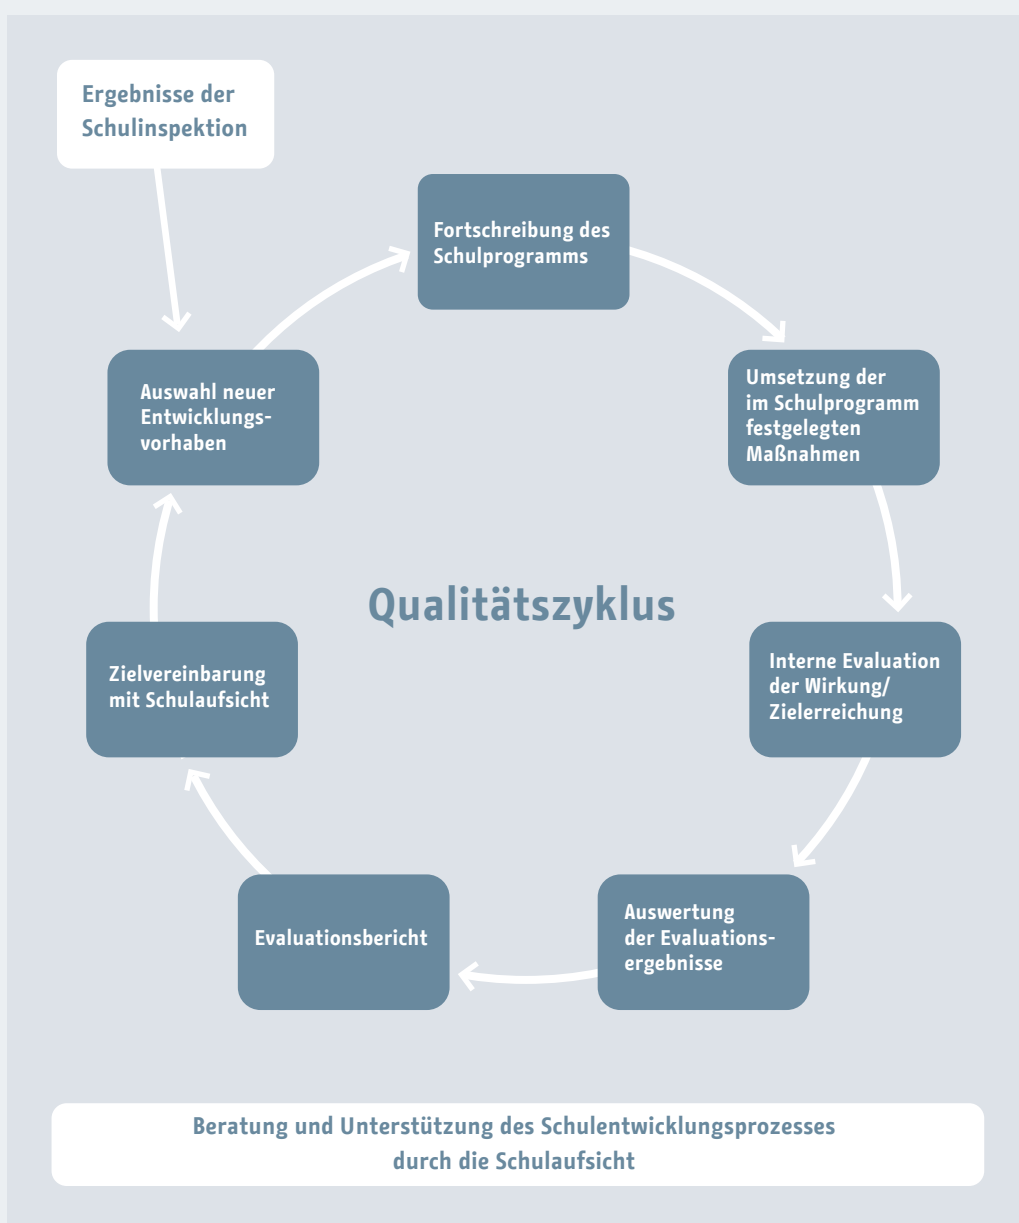 Ergebnisse der
Schulinspektion
Fortschreibung des
Schulprogramms
Umsetzung der
im Schulprogramm
festgelegten
Maßnahmen
Interne Evaluation
der Wirkung/
Zielerreichung
Auswertung
der Evaluations-
ergebnisse
Evaluationsbericht
Zielvereinbarung
mit Schulaufsicht
Auswahl neuer
Entwicklungs-
vorhaben
Qualitätszyklus
Beratung und Unterstützung des Schulentwicklungsprozesses
durch die Schulaufsicht